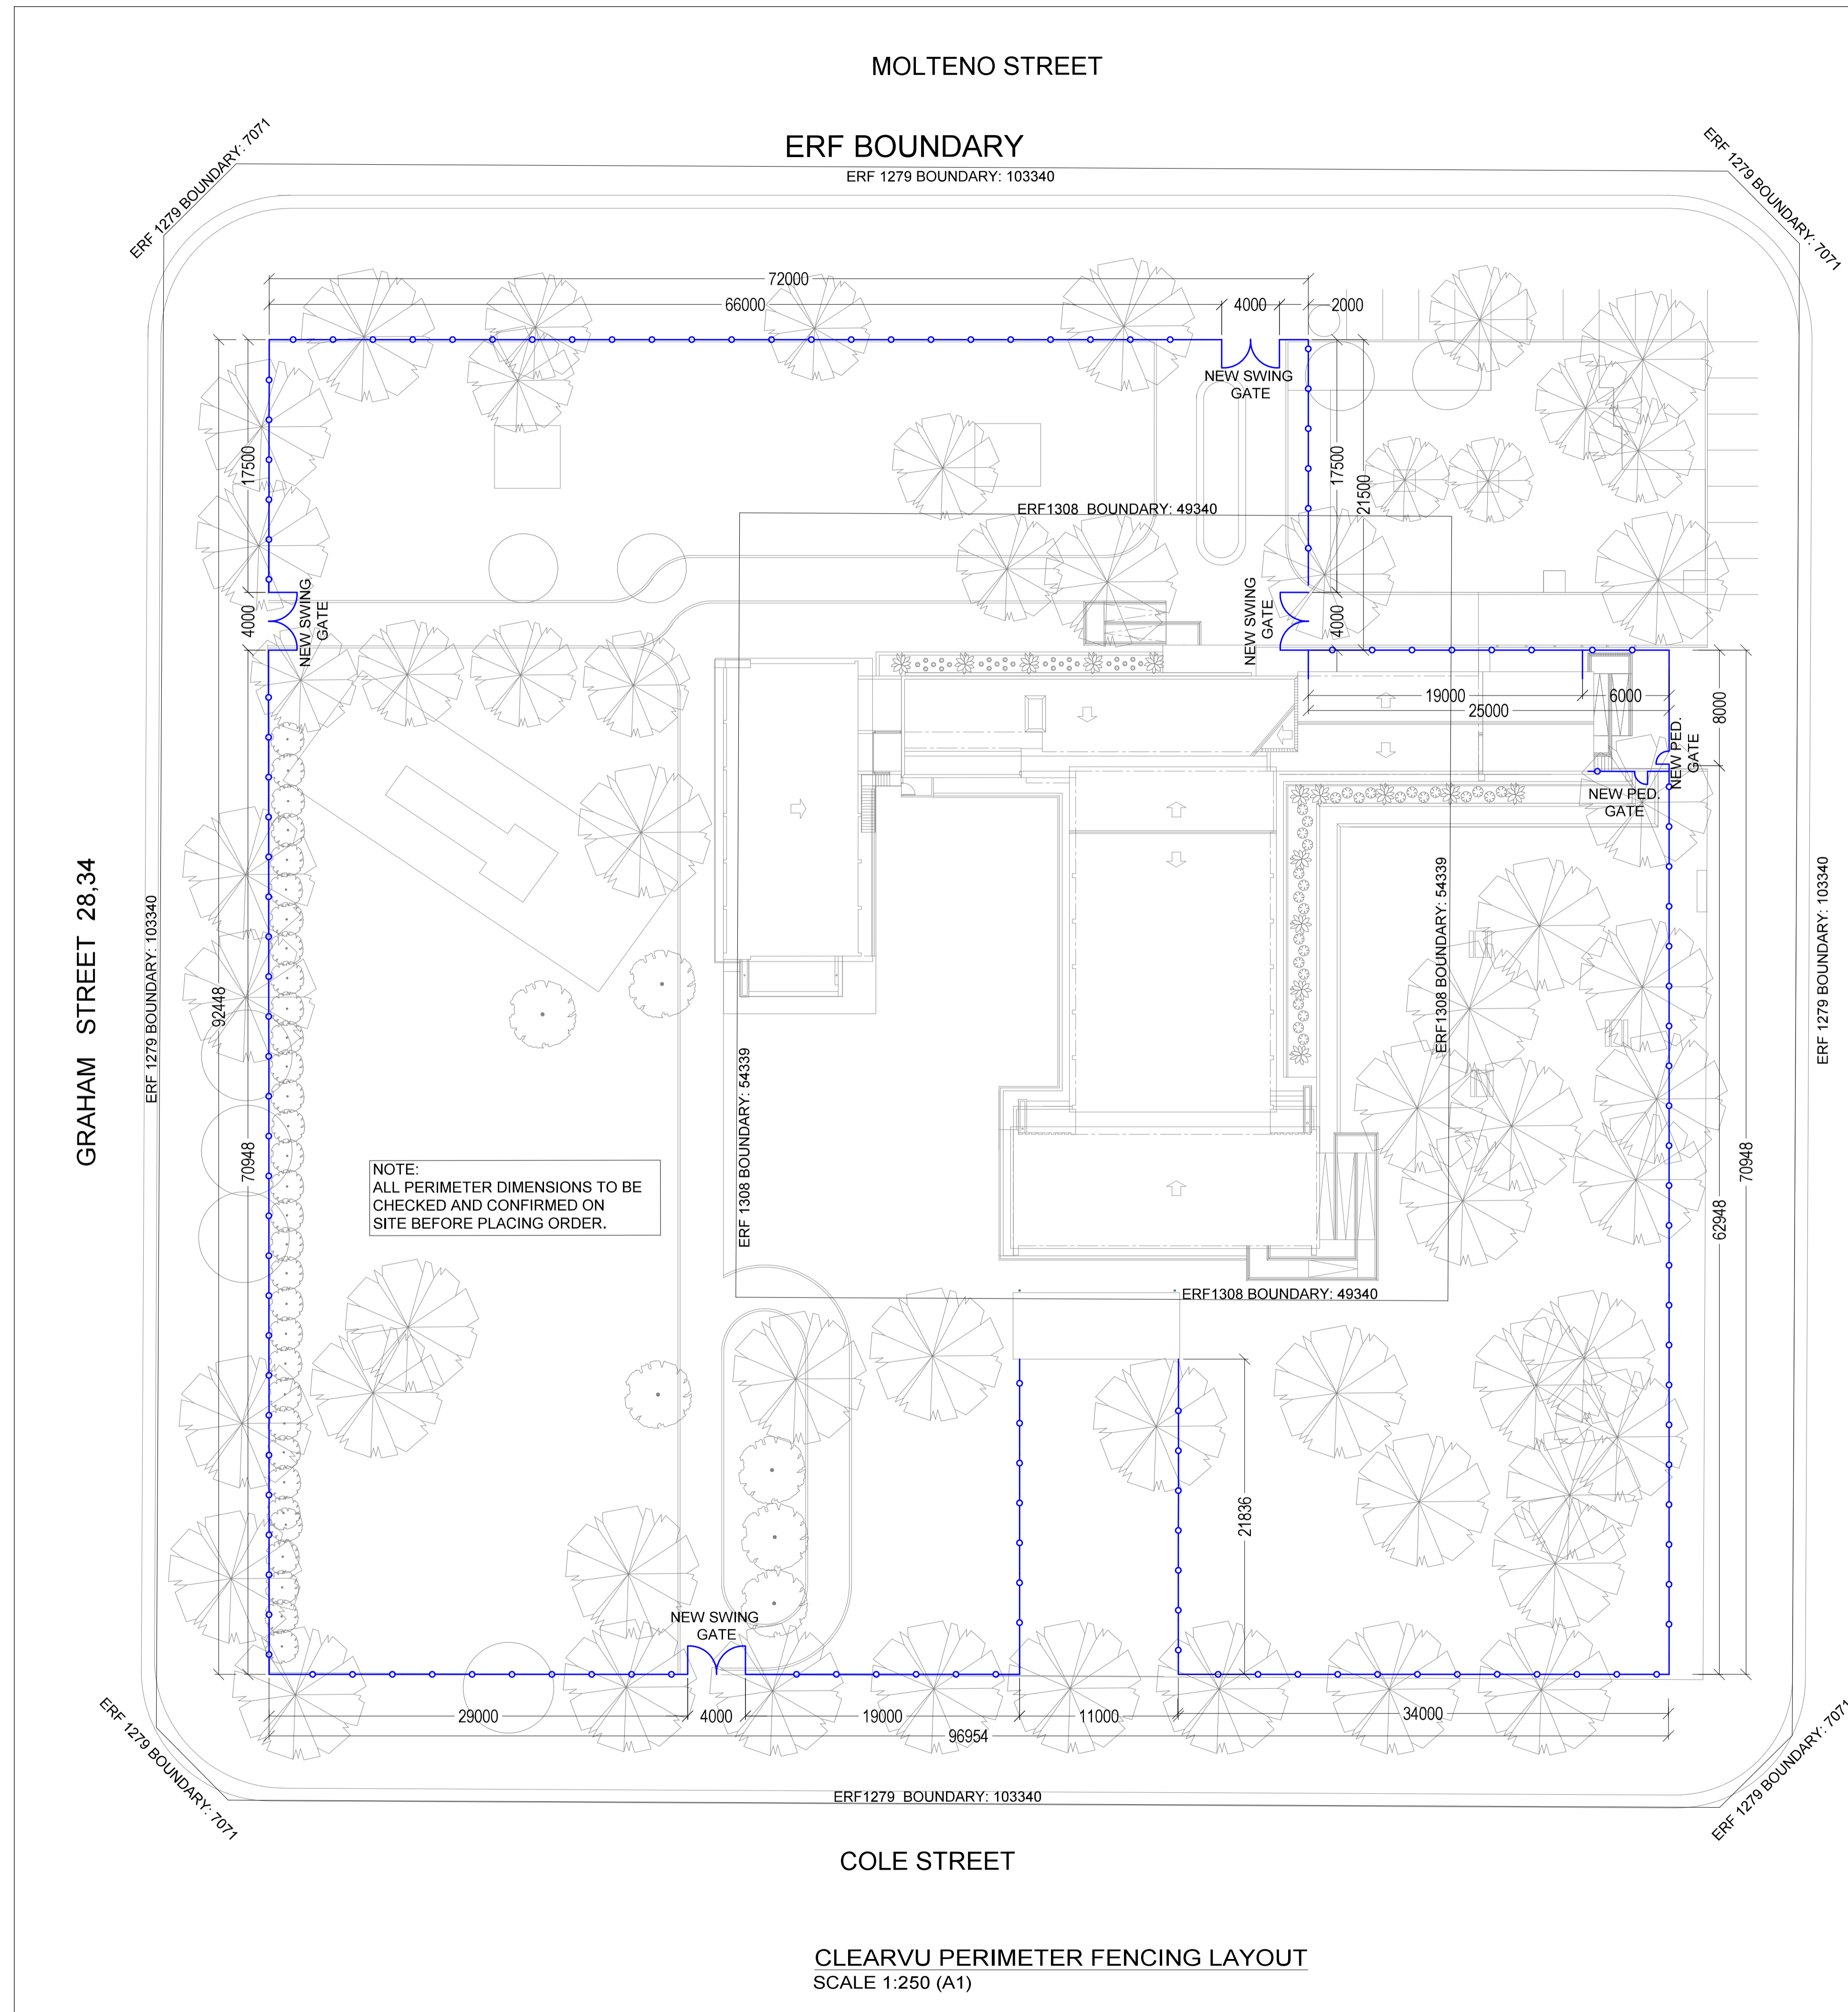 MOLTENO STREET
ERF BOUNDARY
ERF 1279 BOUNDARY: 103340
ERF 1279 BOUNDARY: 7071
ERF 1279 BOUNDARY: 7071
72000
66000
4000
2000
NEW SWING
GATE
17500
17500
21500
ERF1308  BOUNDARY: 49340
4000
NEW SWING
GATE
NEW SWING
GATE
4000
19000
6000
25000
8000
NEW PED.
GATE
NEW PED.
GATE
GRAHAM  STREET  28,34
ERF 1279 BOUNDARY: 103340
92448
70948
ERF 1308 BOUNDARY: 54339
ERF1308 BOUNDARY: 54339
ERF 1279 BOUNDARY: 103340
70948
62948
NOTE:
ALL PERIMETER DIMENSIONS TO BE
CHECKED AND CONFIRMED ON
SITE BEFORE PLACING ORDER.
ERF1308 BOUNDARY: 49340
21836
NEW SWING
GATE
29000
4000
19000
11000
34000
96954
ERF 1279 BOUNDARY: 7071
ERF 1279 BOUNDARY: 7071
ERF1279  BOUNDARY: 103340
COLE STREET
CLEARVU PERIMETER FENCING LAYOUT
SCALE 1:250 (A1)